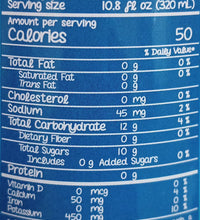 Serving size 10.8 fl oz (320 mL)
Amount per serving
Calories 50
% Daily Value*
Total Fat 0 g 0 %
Saturated Fat 0 g 0 %
Trans Fat 0 g
Cholesterol 0 mg 0 %
Sodium 45 mg 2 %
Total Carbohydrate 12 g 4 %
Dietary Fiber 0 g 0 %
Total Sugars 10 g
Includes 0 g Added Sugars 0 %
Protein 0 g
Vitamin D 0 mcg 0 %
Calcium 50 mg 4 %
Iron 0 mg 0 %
Potassium 450 mg 10 %